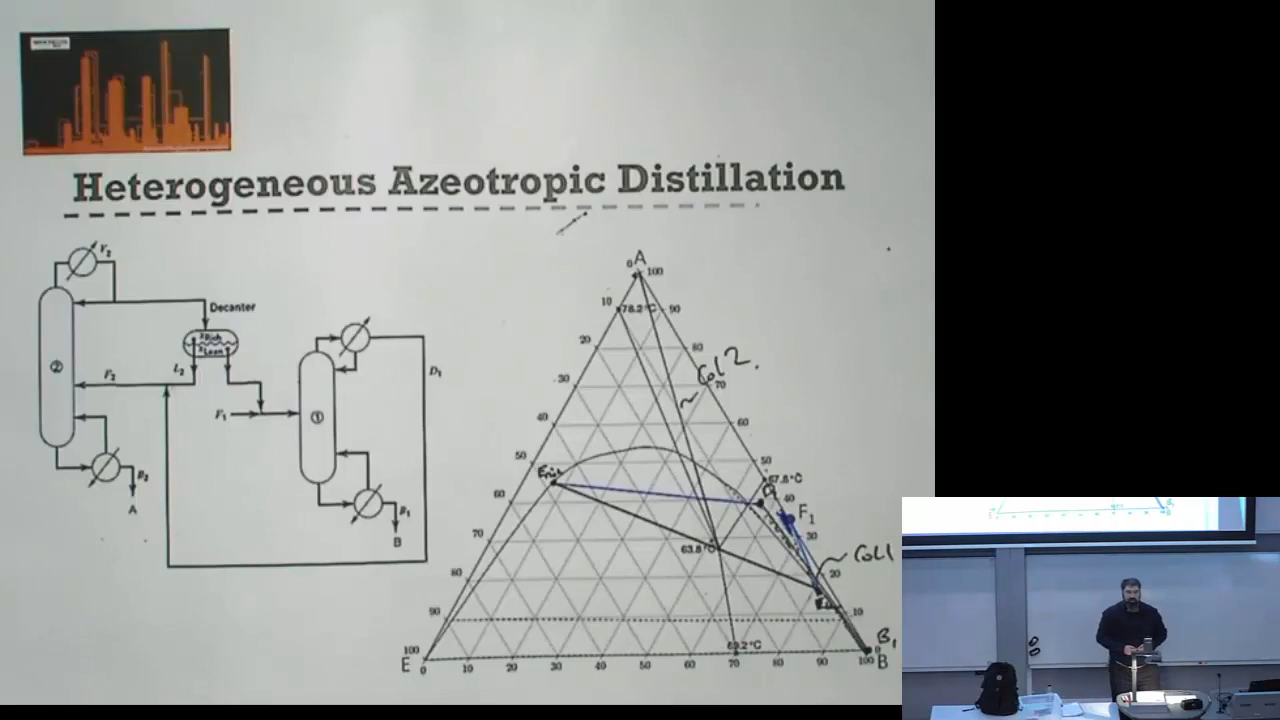 Heterogeneous Azeotropic Distillation
V₂
Decanter
Rich
Lean
②
F₂
L₂
F₁
①
D₁
B₂
A
B₁
B
A
0
100
10
78.2°C
90
20
80
Col 2.
30
70
40
60
50
50
67.8°C
60
40
F₁
70
30
63.8°C
Col 1
80
20
90
10
B₁
100
69.2°C
0
E
0
10
20
30
40
50
60
70
80
90
100
B